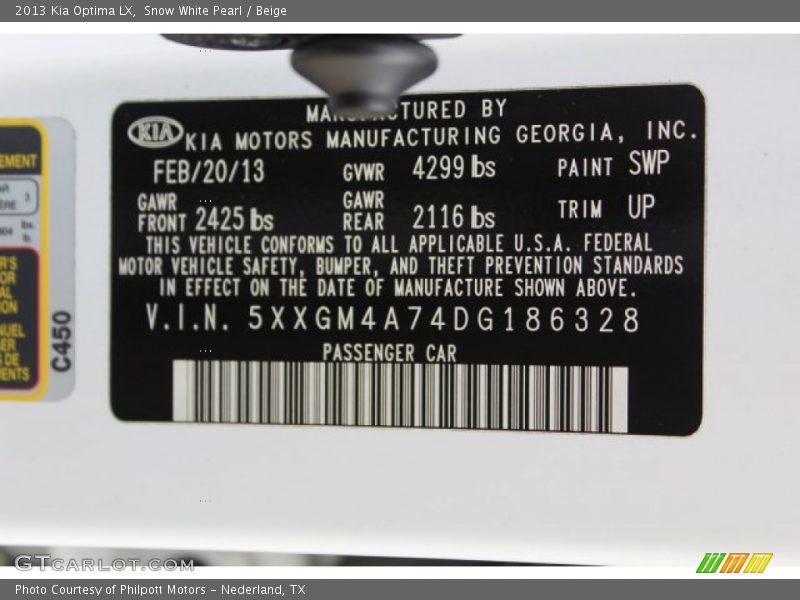 2013 Kia Optima LX, Snow White Pearl / Beige
MANUFACTURED BY
KIA KIA MOTORS MANUFACTURING GEORGIA, INC.
FEB/20/13 GVWR 4299 lbs PAINT SWP
GAWR FRONT 2425 lbs GAWR REAR 2116 lbs TRIM UP
THIS VEHICLE CONFORMS TO ALL APPLICABLE U.S.A. FEDERAL
MOTOR VEHICLE SAFETY, BUMPER, AND THEFT PREVENTION STANDARDS
IN EFFECT ON THE DATE OF MANUFACTURE SHOWN ABOVE.
V.I.N. 5XXGM4A74DG186328
PASSENGER CAR
C450
GTCARLOT.COM
Photo Courtesy of Philpott Motors - Nederland, TX